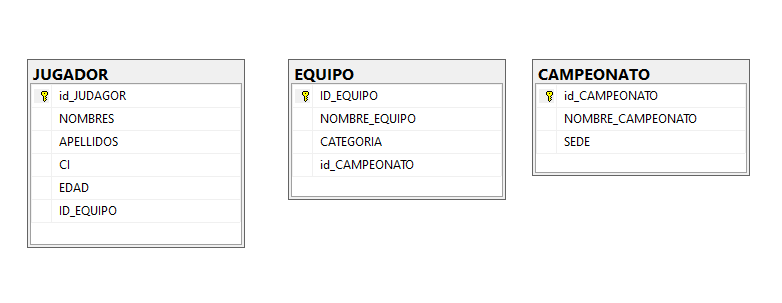 JUGADOR
id_JUDAGOR
NOMBRES
APELLIDOS
CI
EDAD
ID_EQUIPO
EQUIPO
ID_EQUIPO
NOMBRE_EQUIPO
CATEGORIA
id_CAMPEONATO
CAMPEONATO
id_CAMPEONATO
NOMBRE_CAMPEONATO
SEDE